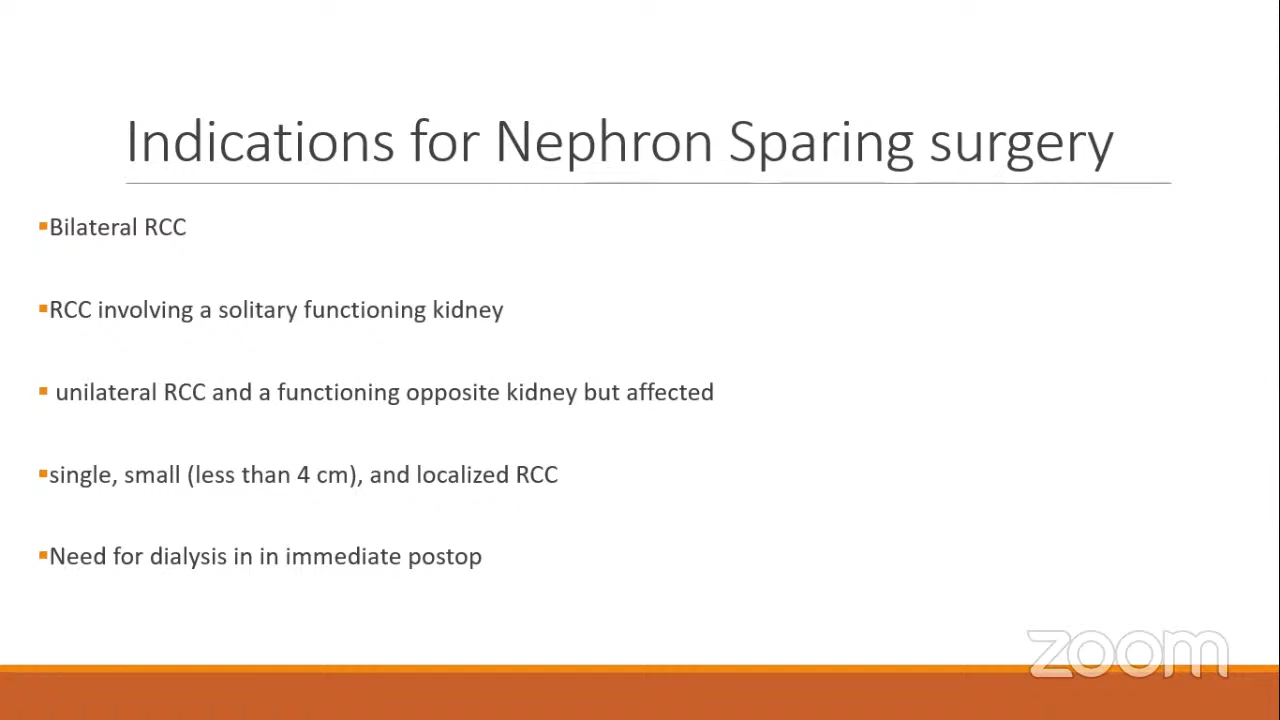 Indications for Nephron Sparing surgery
▪Bilateral RCC
▪RCC involving a solitary functioning kidney
▪ unilateral RCC and a functioning opposite kidney but affected
▪single, small (less than 4 cm), and localized RCC
▪Need for dialysis in in immediate postop
zoom